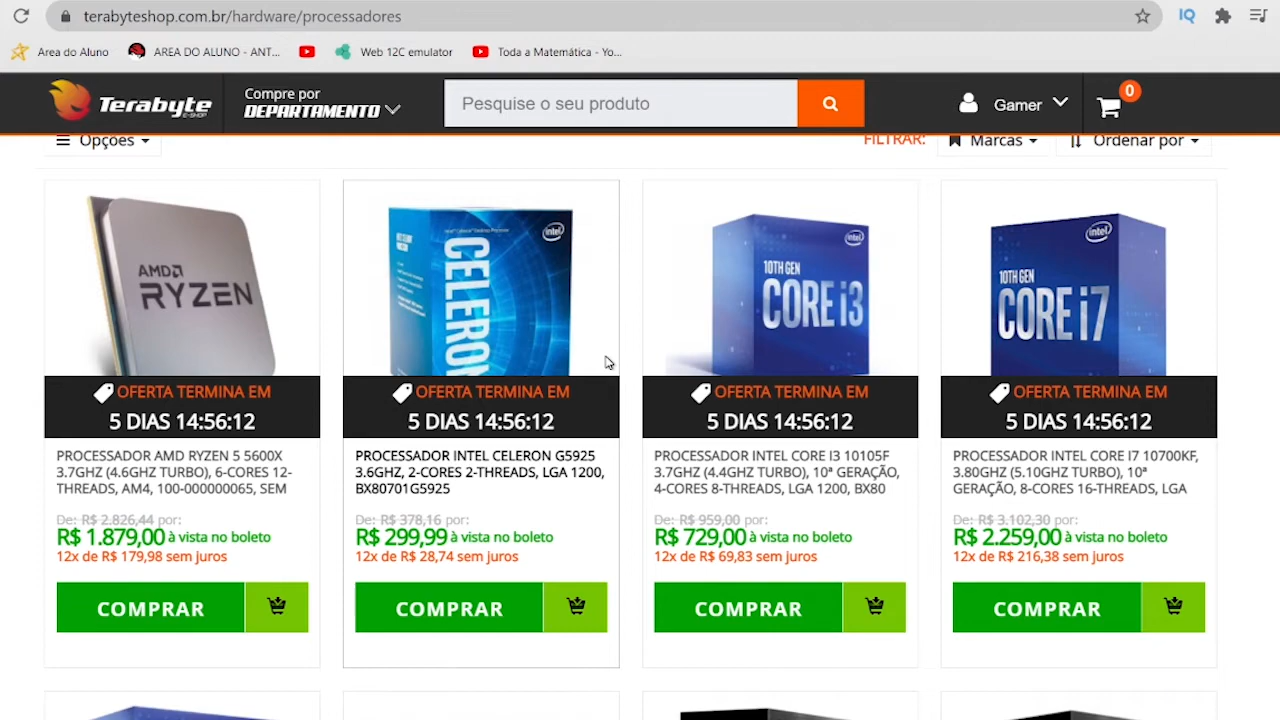 terabyteshop.com.br/hardware/processadores
IQ
Area do Aluno
AREA DO ALUNO - ANT...
Web 12C emulator
Toda a Matemática - Yo...
Terabyte
E-SHOP
Compre por
DEPARTAMENTO
Pesquise o seu produto
Gamer
0
Opções
FILTRAR:
Marcas
Ordenar por
AMD
RYZEN
OFERTA TERMINA EM
5 DIAS 14:56:12
PROCESSADOR AMD RYZEN 5 5600X
3.7GHZ (4.6GHZ TURBO), 6-CORES 12-
THREADS, AM4, 100-000000065, SEM
De: R$ 2.826,44 por:
R$ 1.879,00 à vista no boleto
12x de R$ 179,98 sem juros
COMPRAR
intel
CELERON
OFERTA TERMINA EM
5 DIAS 14:56:12
PROCESSADOR INTEL CELERON G5925
3.6GHZ, 2-CORES 2-THREADS, LGA 1200,
BX80701G5925
De: R$ 378,16 por:
R$ 299,99 à vista no boleto
12x de R$ 28,74 sem juros
COMPRAR
intel
10TH GEN
CORE i3
OFERTA TERMINA EM
5 DIAS 14:56:12
PROCESSADOR INTEL CORE I3 10105F
3.7GHZ (4.4GHZ TURBO), 10ª GERAÇÃO,
4-CORES 8-THREADS, LGA 1200, BX80
De: R$ 959,00 por:
R$ 729,00 à vista no boleto
12x de R$ 69,83 sem juros
COMPRAR
intel
10TH GEN
CORE i7
OFERTA TERMINA EM
5 DIAS 14:56:12
PROCESSADOR INTEL CORE I7 10700KF,
3.80GHZ (5.10GHZ TURBO), 10ª
GERAÇÃO, 8-CORES 16-THREADS, LGA
De: R$ 3.102,30 por:
R$ 2.259,00 à vista no boleto
12x de R$ 216,38 sem juros
COMPRAR